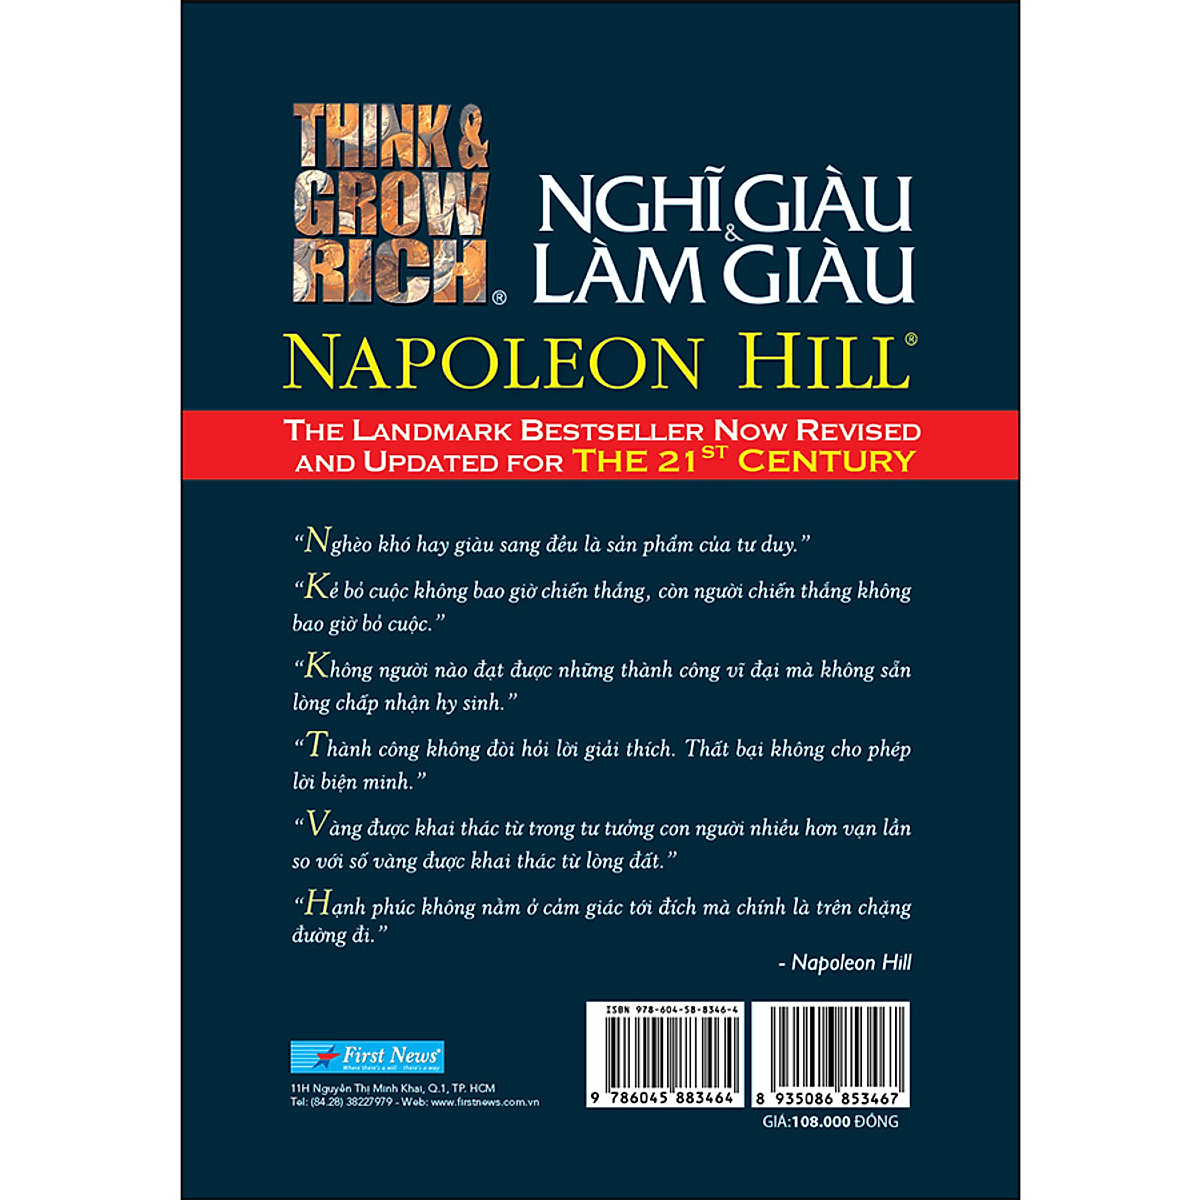 THINK &
GROW
RICH®
NGHĨ GIÀU
&
LÀM GIÀU
NAPOLEON HILL®
THE LANDMARK BESTSELLER NOW REVISED
AND UPDATED FOR THE 21ST CENTURY
“Nghèo khó hay giàu sang đều là sản phẩm của tư duy.”
“Kẻ bỏ cuộc không bao giờ chiến thắng, còn người chiến thắng không
bao giờ bỏ cuộc.”
“Không người nào đạt được những thành công vĩ đại mà không sẵn
lòng chấp nhận hy sinh.”
“Thành công không đòi hỏi lời giải thích. Thất bại không cho phép
lời biện minh.”
“Vàng được khai thác từ trong tư tưởng con người nhiều hơn vạn lần
so với số vàng được khai thác từ lòng đất.”
“Hạnh phúc không nằm ở cảm giác tới đích mà chính là trên chặng
đường đi.”
- Napoleon Hill
ISBN 978-604-58-8346-4
9 786045 883464
8 935086 853467
GIÁ:108.000 ĐỒNG
First News®
Where there's a will - there's a way
11H Nguyễn Thị Minh Khai, Q.1, TP. HCM
Tel: (84.28) 38227979 - Web: www.firstnews.com.vn